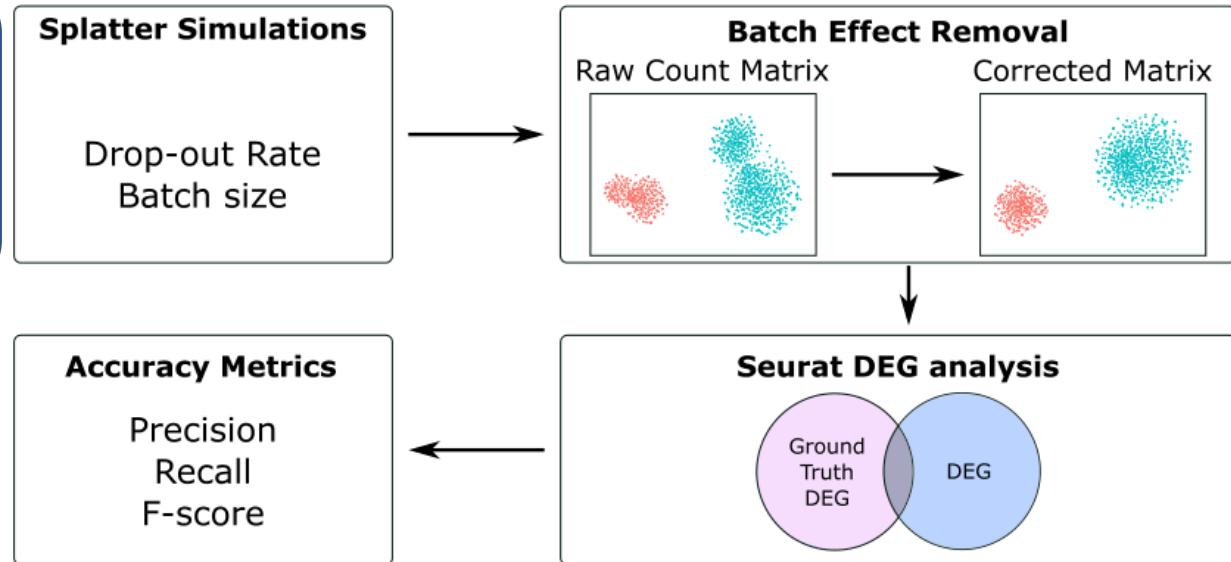 Splatter Simulations
Drop-out Rate
Batch size
Batch Effect Removal
Raw Count Matrix
Corrected Matrix
Seurat DEG analysis
Ground
Truth
DEG
DEG
Accuracy Metrics
Precision
Recall
F-score